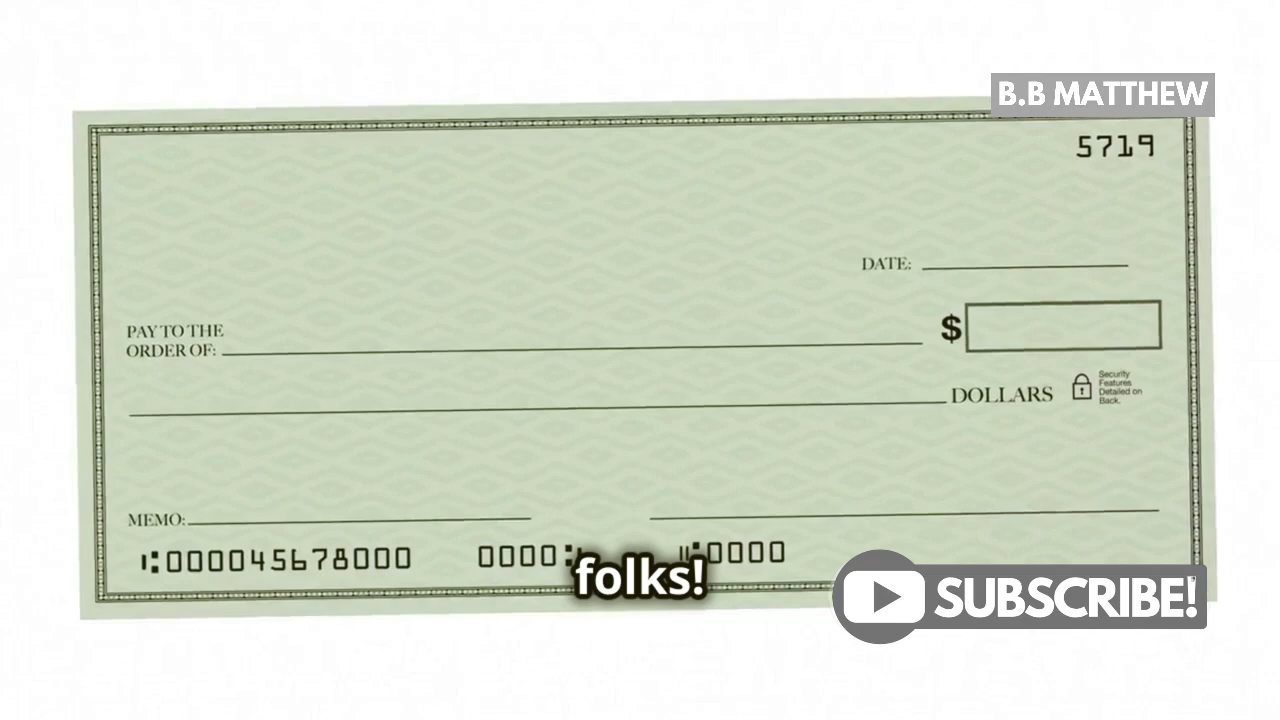 B.B MATTHEW
5719
DATE:
PAY TO THE
ORDER OF:
$
DOLLARS
Security
Features
Detailed on
Back.
MEMO:
⑆000045678000 0000⑆ ⑈0000
folks!
SUBSCRIBE!